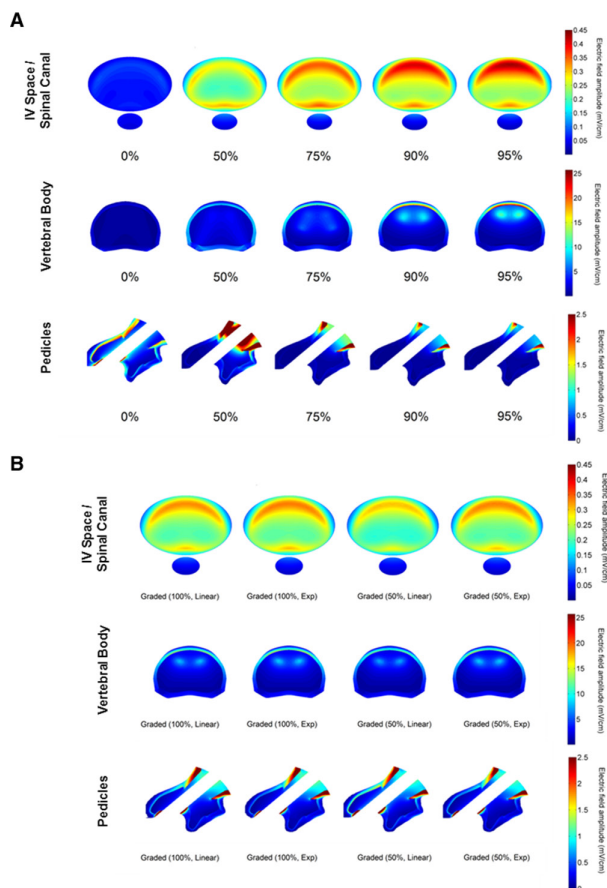 A
IV Space /
Spinal Canal
0%
50%
75%
90%
95%
0.45
0.4
0.35
0.3
0.25
0.2
0.15
0.1
0.05
Electric field amplitude (mV/cm)
Vertebral Body
0%
50%
75%
90%
95%
25
20
15
10
5
Electric field amplitude (mV/cm)
Pedicles
0%
50%
75%
90%
95%
2.5
2
1.5
1
0.5
0
Electric field amplitude (mV/cm)
B
IV Space /
Spinal Canal
Graded (100%, Linear)
Graded (100%, Exp)
Graded (50%, Linear)
Graded (50%, Exp)
0.45
0.4
0.35
0.3
0.25
0.2
0.15
0.1
0.05
0
Electric field amplitude (mV/cm)
Vertebral Body
Graded (100%, Linear)
Graded (100%, Exp)
Graded (50%, Linear)
Graded (50%, Exp)
25
20
15
10
5
Electric field amplitude (mV/cm)
Pedicles
Graded (100%, Linear)
Graded (100%, Exp)
Graded (50%, Linear)
Graded (50%, Exp)
2.5
2
1.5
1
0.5
0
Electric field amplitude (mV/cm)